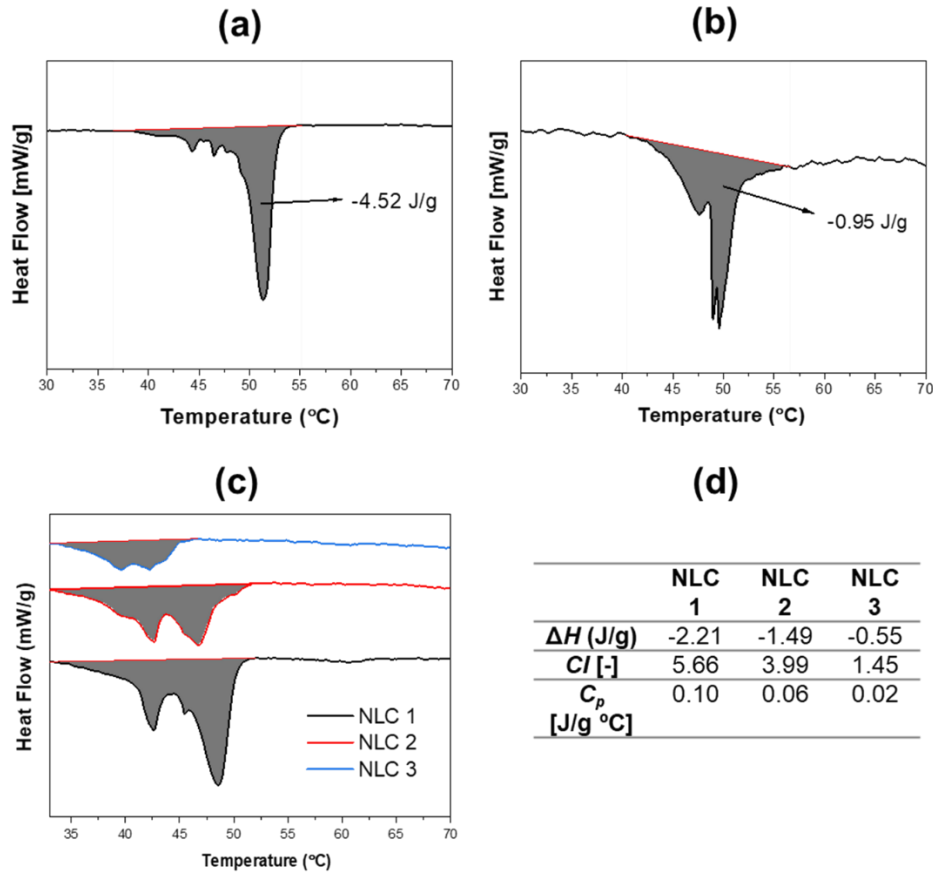 (a)
(b)
Heat Flow [mW/g]
-4.52 J/g
30 35 40 45 50 55 60 65 70
Temperature (°C)
Heat Flow [mW/g]
-0.95 J/g
30 35 40 45 50 55 60 65 70
Temperature (°C)
(c)
(d)
Heat Flow (mW/g)
NLC 1
NLC 2
NLC 3
35 40 45 50 55 60 65 70
Temperature (°C)
NLC NLC NLC
1 2 3
ΔH (J/g) -2.21 -1.49 -0.55
CI [-] 5.66 3.99 1.45
Cp 0.10 0.06 0.02
[J/g ºC]